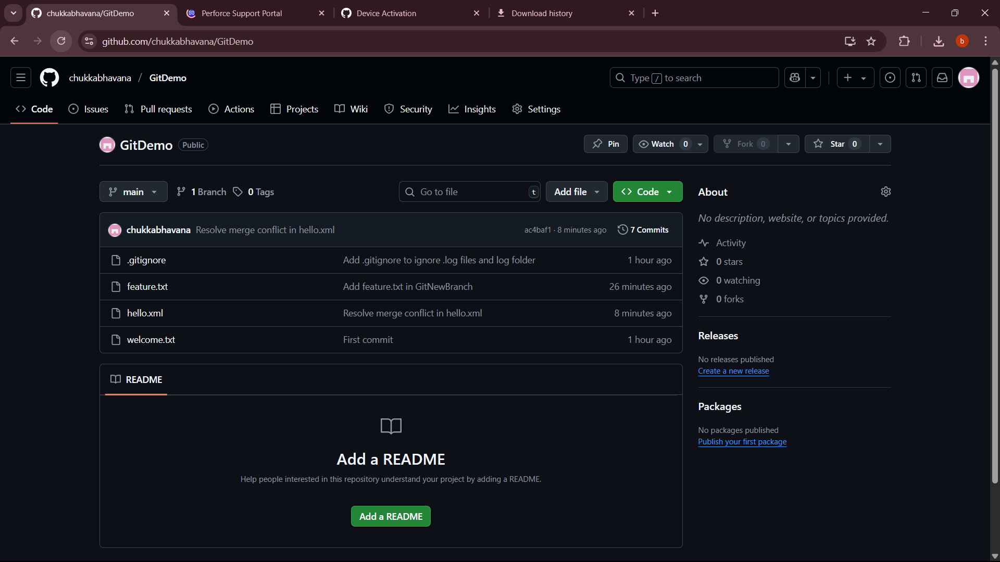 chukkabhavana/GitDemo
Perforce Support Portal
Device Activation
Download history
github.com/chukkabhavana/GitDemo
b
chukkabhavana / GitDemo
Type / to search
Code
Issues
Pull requests
Actions
Projects
Wiki
Security
Insights
Settings
GitDemo Public
Pin
Watch 0
Fork 0
Star 0
main
1 Branch
0 Tags
Go to file t
Add file
Code
chukkabhavana Resolve merge conflict in hello.xml ac4baf1 · 8 minutes ago 7 Commits
.gitignore Add .gitignore to ignore .log files and log folder 1 hour ago
feature.txt Add feature.txt in GitNewBranch 26 minutes ago
hello.xml Resolve merge conflict in hello.xml 8 minutes ago
welcome.txt First commit 1 hour ago
README
Add a README
Help people interested in this repository understand your project by adding a README.
Add a README
About
No description, website, or topics provided.
Activity
0 stars
0 watching
0 forks
Releases
No releases published
Create a new release
Packages
No packages published
Publish your first package